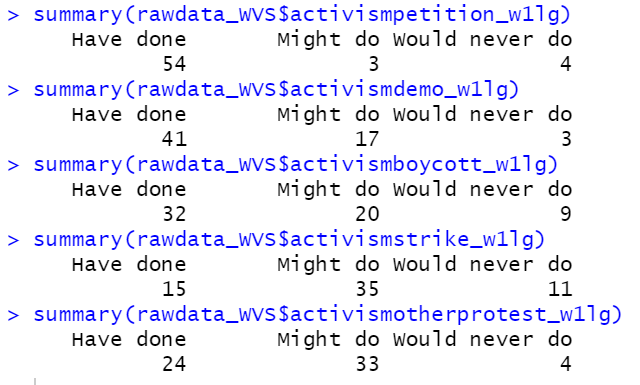 > summary(rawdata_WVS$activismpetition_w1lg)
Have done Might do Would never do
54 3 4
> summary(rawdata_WVS$activismdemo_w1lg)
Have done Might do Would never do
41 17 3
> summary(rawdata_WVS$activismboycott_w1lg)
Have done Might do Would never do
32 20 9
> summary(rawdata_WVS$activismstrike_w1lg)
Have done Might do Would never do
15 35 11
> summary(rawdata_WVS$activismotherprotest_w1lg)
Have done Might do Would never do
24 33 4